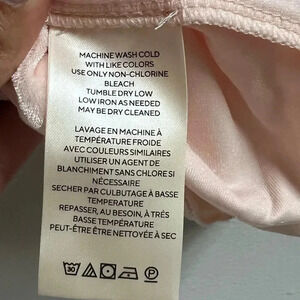 MACHINE WASH COLD
WITH LIKE COLORS
USE ONLY NON-CHLORINE
BLEACH
TUMBLE DRY LOW
LOW IRON AS NEEDED
MAY BE DRY CLEANED
LAVAGE EN MACHINE À
TEMPÉRATURE FROIDE
AVEC COULEURS SIMILAIRES
UTILISER UN AGENT DE
BLANCHIMENT SANS CHLORE SI
NÉCESSAIRE
SECHER PAR CULBUTAGE À BASSE
TEMPERATURE
REPASSER, AU BESOIN, À TRÉS
BASSE TEMPÉRATURE
PEUT-ÊTRE ÊTTRE NETTOYÉE À SEC